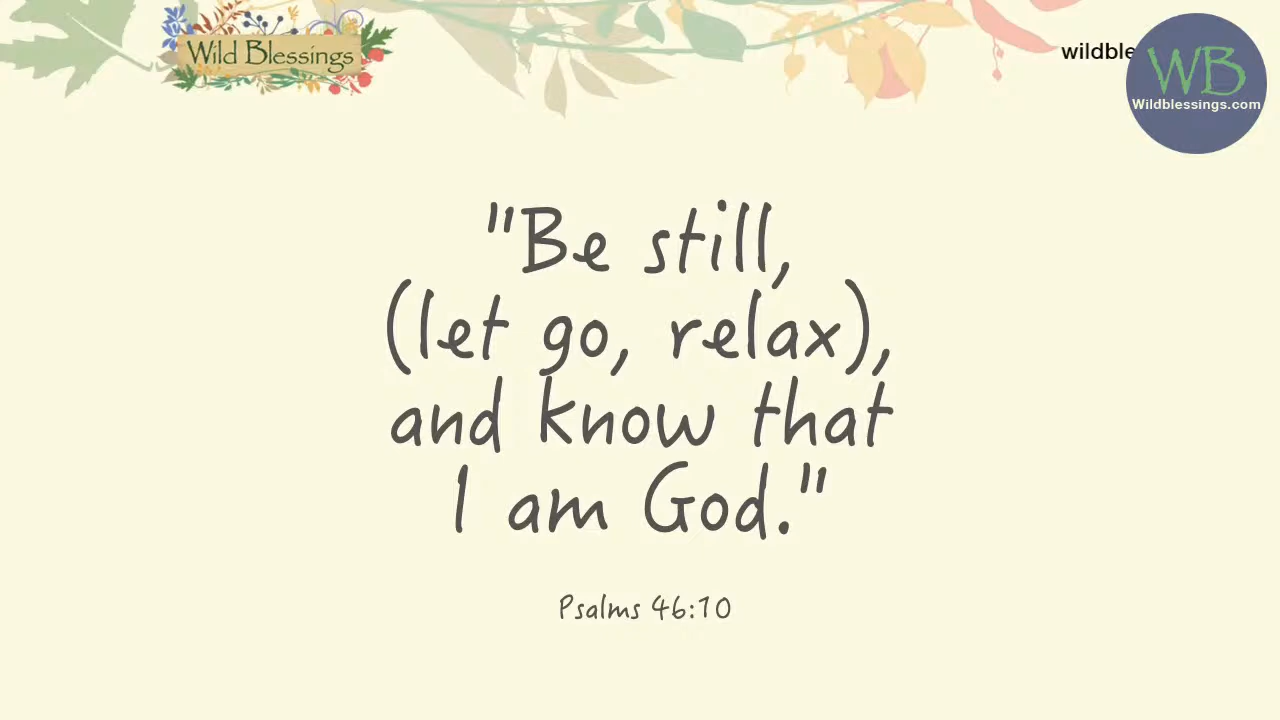 Wild Blessings
wildble
WB
Wildblessings.com
"Be still,
(let go, relax),
and know that
I am God."
Psalms 46:10